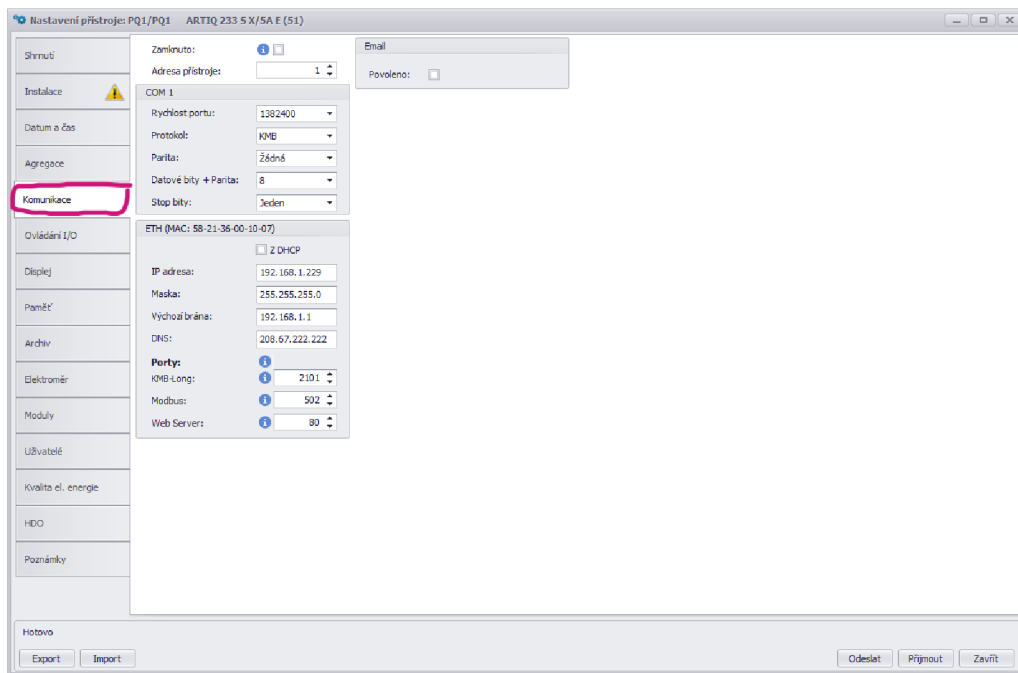 Nastavení přístroje: PQ1/PQ1 ARTIQ 233 5 X/5A E (51)
Shrnutí
Instalace
Datum a čas
Agregace
Komunikace
Ovládání I/O
Displej
Paměť
Archiv
Elektroměr
Moduly
Uživatelé
Kvalita el. energie
HDO
Poznámky
Zamknuto:
Adresa přístroje: 1
COM 1
Rychlost portu: 1382400
Protokol: KMB
Parita: Žádná
Datové bity + Parita: 8
Stop bity: Jeden
ETH (MAC: 58-21-36-00-10-07)
Z DHCP
IP adresa: 192.168.1.229
Maska: 255.255.255.0
Výchozí brána: 192.168.1.1
DNS: 208.67.222.222
Porty:
KMB-Long: 2101
Modbus: 502
Web Server: 80
Email
Povoleno:
Hotovo
Export Import Odeslat Přijmout Zavřít